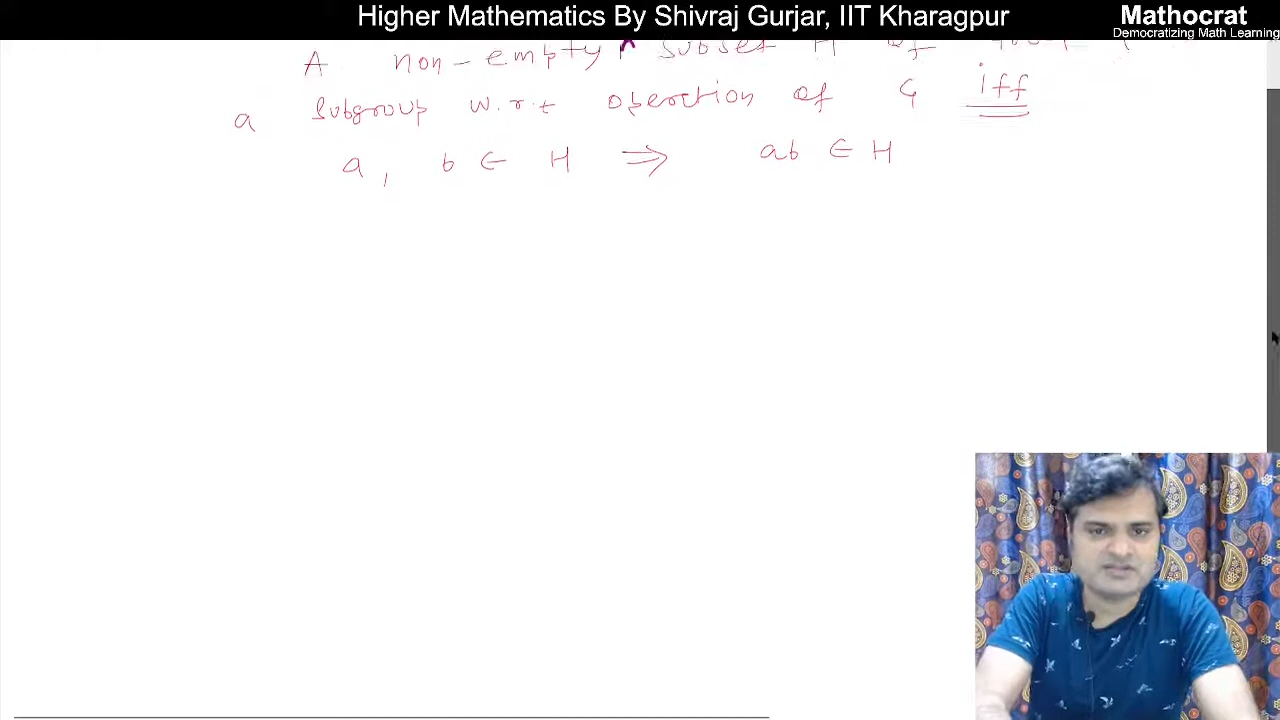 Higher Mathematics By Shivraj Gurjar, IIT Kharagpur
Mathocrat
Democratizing Math Learning
A non-empty subset H of
a subgroup w.r.t operation of G iff
a, b ∈ H ⇒ ab ∈ H